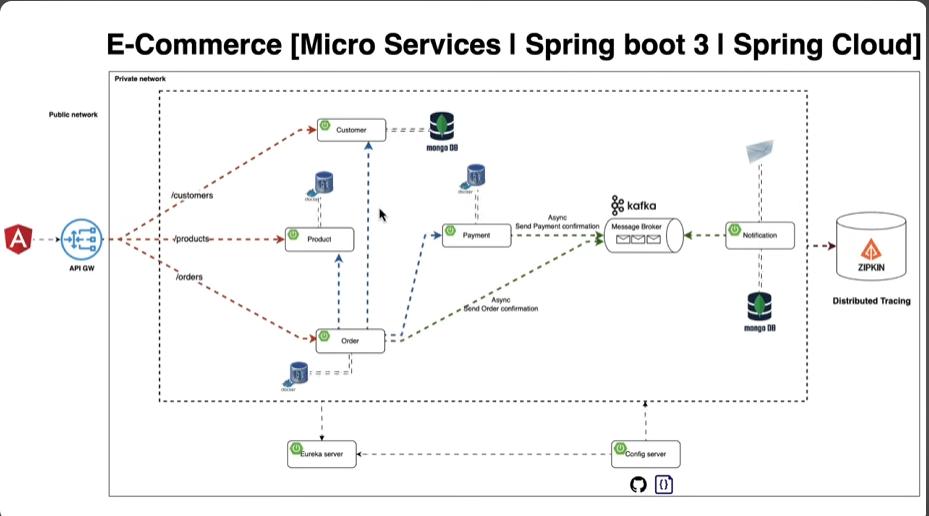 E-Commerce [Micro Services | Spring boot 3 | Spring Cloud]
Private network
Public network
Customer
mongo DB
/customers
docker
docker
kafka
Async
Send Payment confirmation
Message Broker
/products
Product
Payment
Notification
API GW
ZIPKIN
/orders
Async
Send Order confirmation
Distributed Tracing
mongo DB
Order
docker
Eureka server
Config server
{}